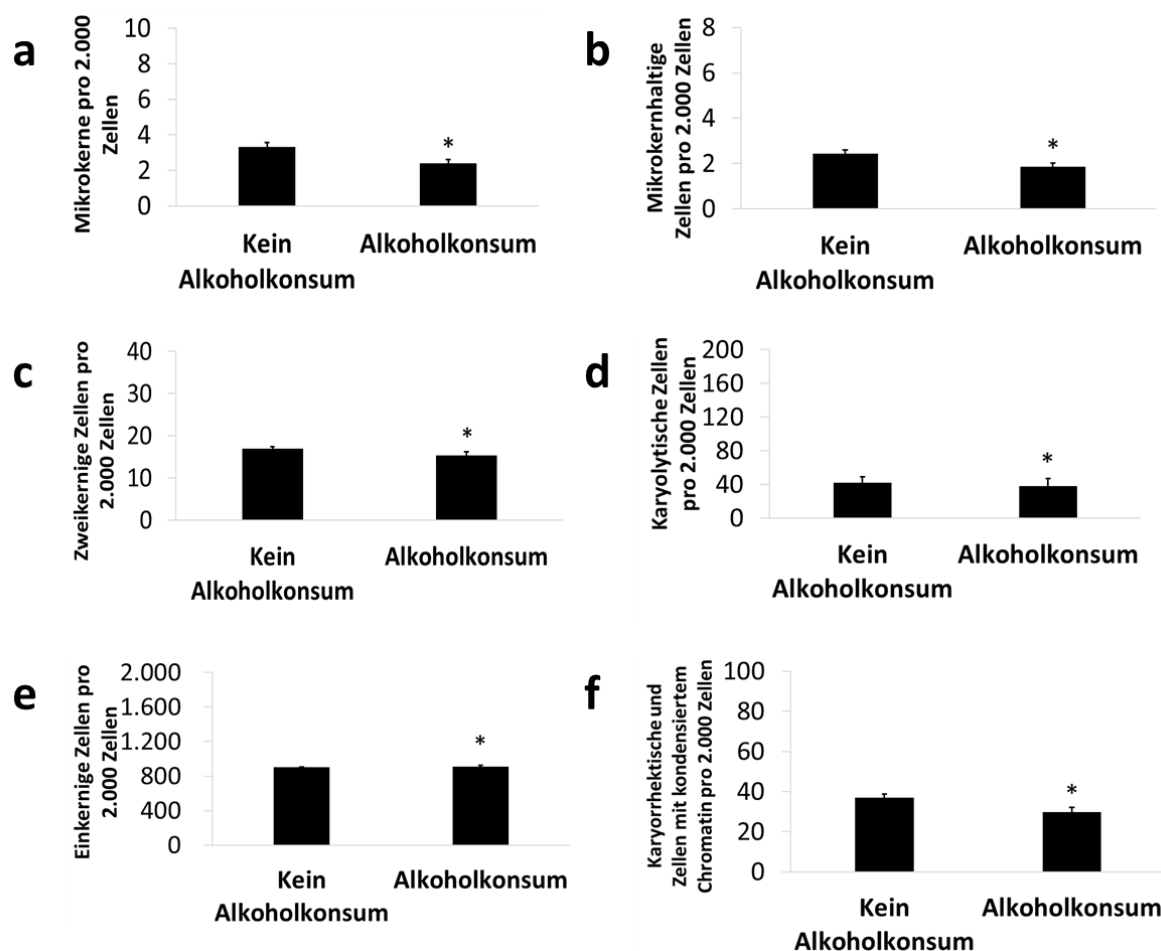 a
Mikrokerne pro 2.000
Zellen
10
8
6
4
2
0
*
Kein
Alkoholkonsum
Alkoholkonsum
b
Mikrokernhaltige
Zellen pro 2.000 Zellen
8
6
4
2
0
*
Kein
Alkoholkonsum
Alkoholkonsum
c
Zweikernige Zellen pro
2.000 Zellen
40
30
20
10
0
*
Kein
Alkoholkonsum
Alkoholkonsum
d
Karyolytische Zellen
pro 2.000 Zellen
200
160
120
80
40
0
*
Kein
Alkoholkonsum
Alkoholkonsum
e
Einkernige Zellen pro
2.000 Zellen
2.000
1.600
1.200
800
400
0
*
Kein
Alkoholkonsum
Alkoholkonsum
f
Karyorrhektische und
Zellen mit kondensiertem
Chromatin pro 2.000 Zellen
100
80
60
40
20
0
*
Kein
Alkoholkonsum
Alkoholkonsum